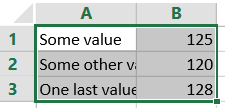 A B
1 Some value 125
2 Some other va 120
3 One last value 128